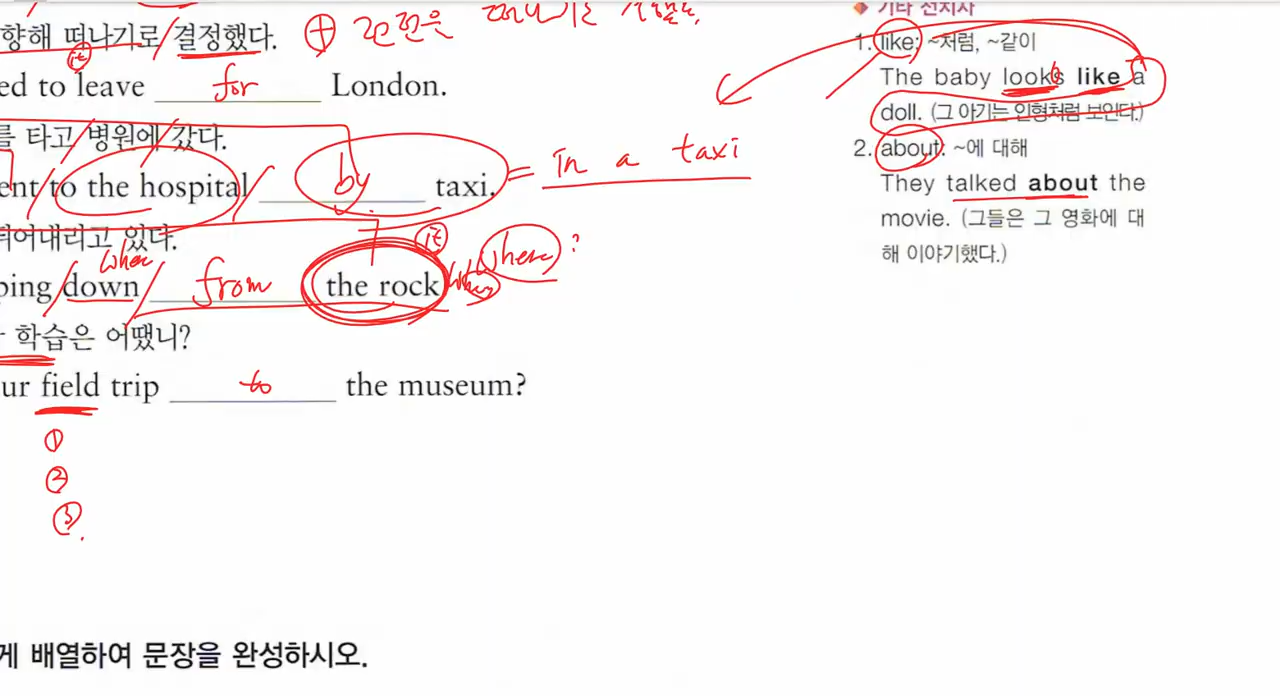 향해 떠나기로 결정했다. ⊕
ed to leave for London.
를 타고 병원에 갔다.
ent to the hospital by taxi. = In a taxi
뛰어내리고 있다.
ping down from the rock where?
학습은 어땠니?
ur field trip to the museum?
①
②
③
게 배열하여 문장을 완성하시오.
◆ 기타 전치사
1. like: ~처럼, ~같이
The baby looks like a
doll. (그 아기는 인형처럼 보인다.)
2. about: ~에 대해
They talked about the
movie. (그들은 그 영화에 대
해 이야기했다.)